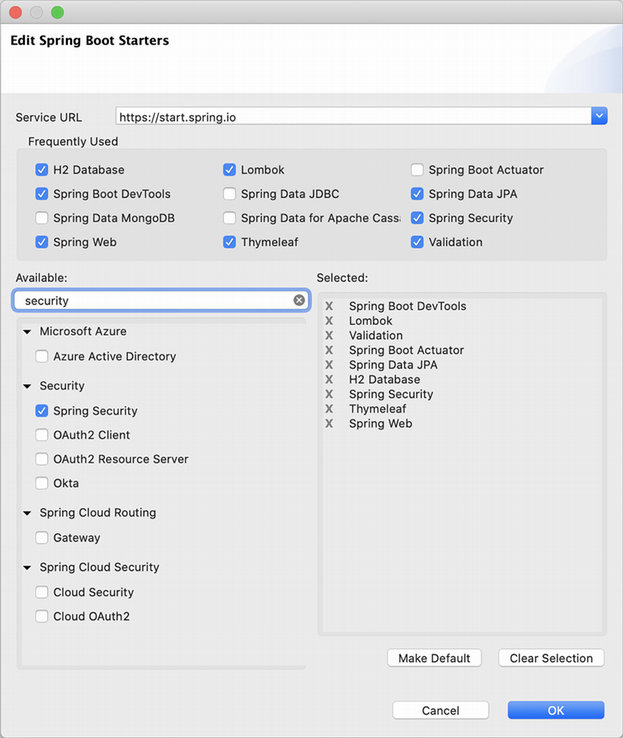 Edit Spring Boot Starters
Service URL https://start.spring.io
Frequently Used
H2 Database Lombok Spring Boot Actuator
Spring Boot DevTools Spring Data JDBC Spring Data JPA
Spring Data MongoDB Spring Data for Apache Cass Spring Security
Spring Web Thymeleaf Validation
Available:
security
Microsoft Azure
Azure Active Directory
Security
Spring Security
OAuth2 Client
OAuth2 Resource Server
Okta
Spring Cloud Routing
Gateway
Spring Cloud Security
Cloud Security
Cloud OAuth2
Selected:
X Spring Boot DevTools
X Lombok
X Validation
X Spring Boot Actuator
X Spring Data JPA
X H2 Database
X Spring Security
X Thymeleaf
X Spring Web
Make Default Clear Selection
Cancel OK